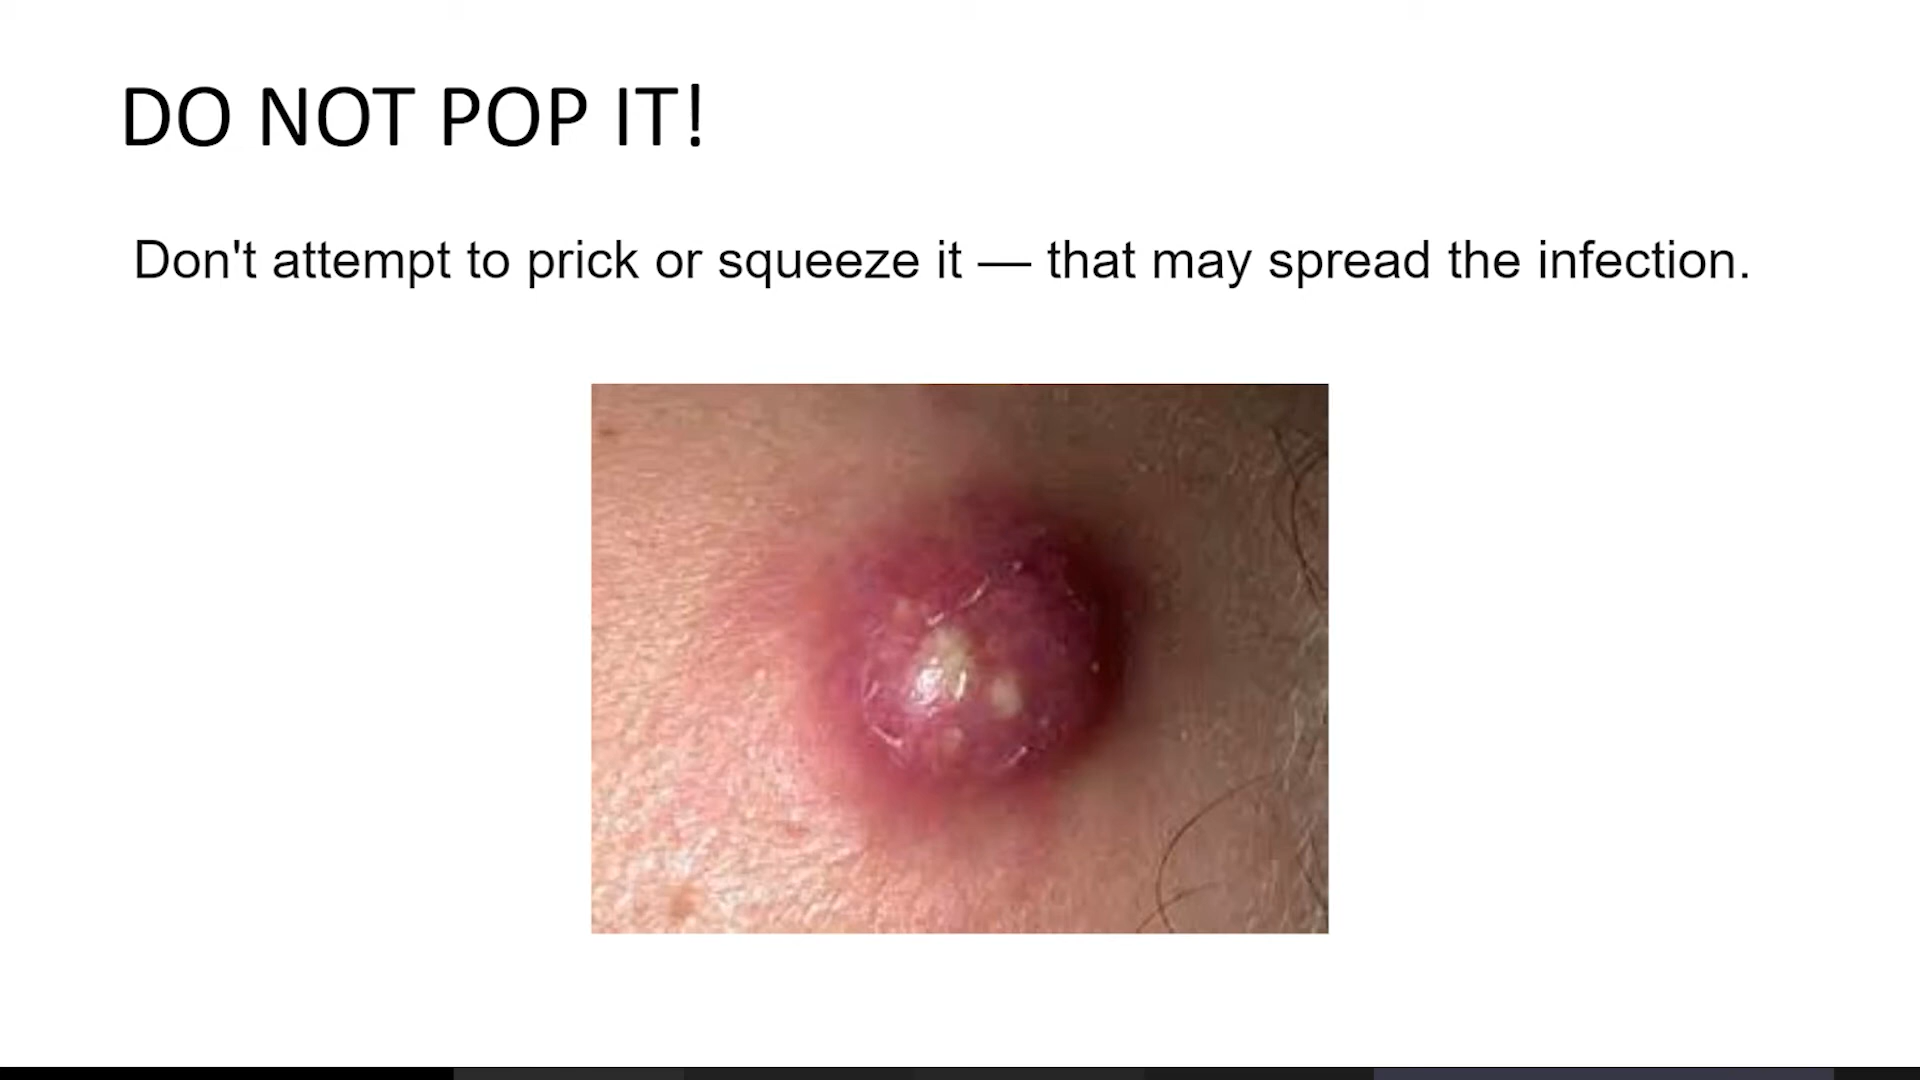 DO NOT POP IT!
Don't attempt to prick or squeeze it — that may spread the infection.